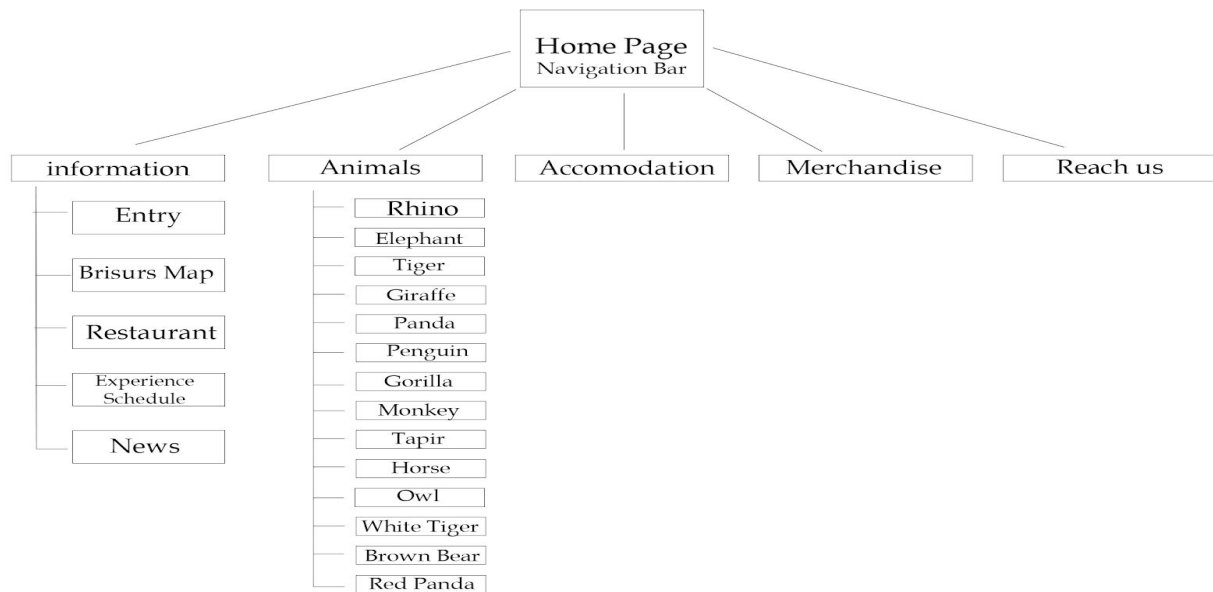 Home Page
Navigation Bar
information
Animals
Accomodation
Merchandise
Reach us
Entry
Brisurs Map
Restaurant
Experience
Schedule
News
Rhino
Elephant
Tiger
Giraffe
Panda
Penguin
Gorilla
Monkey
Tapir
Horse
Owl
White Tiger
Brown Bear
Red Panda